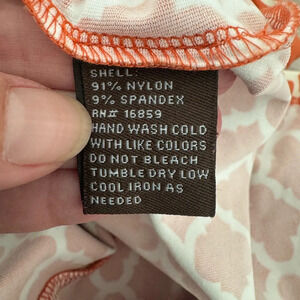 SHELL:
91% NYLON
9% SPANDEX
RN# 16859
HAND WASH COLD
WITH LIKE COLORS
DO NOT BLEACH
TUMBLE DRY LOW
COOL IRON AS
NEEDED